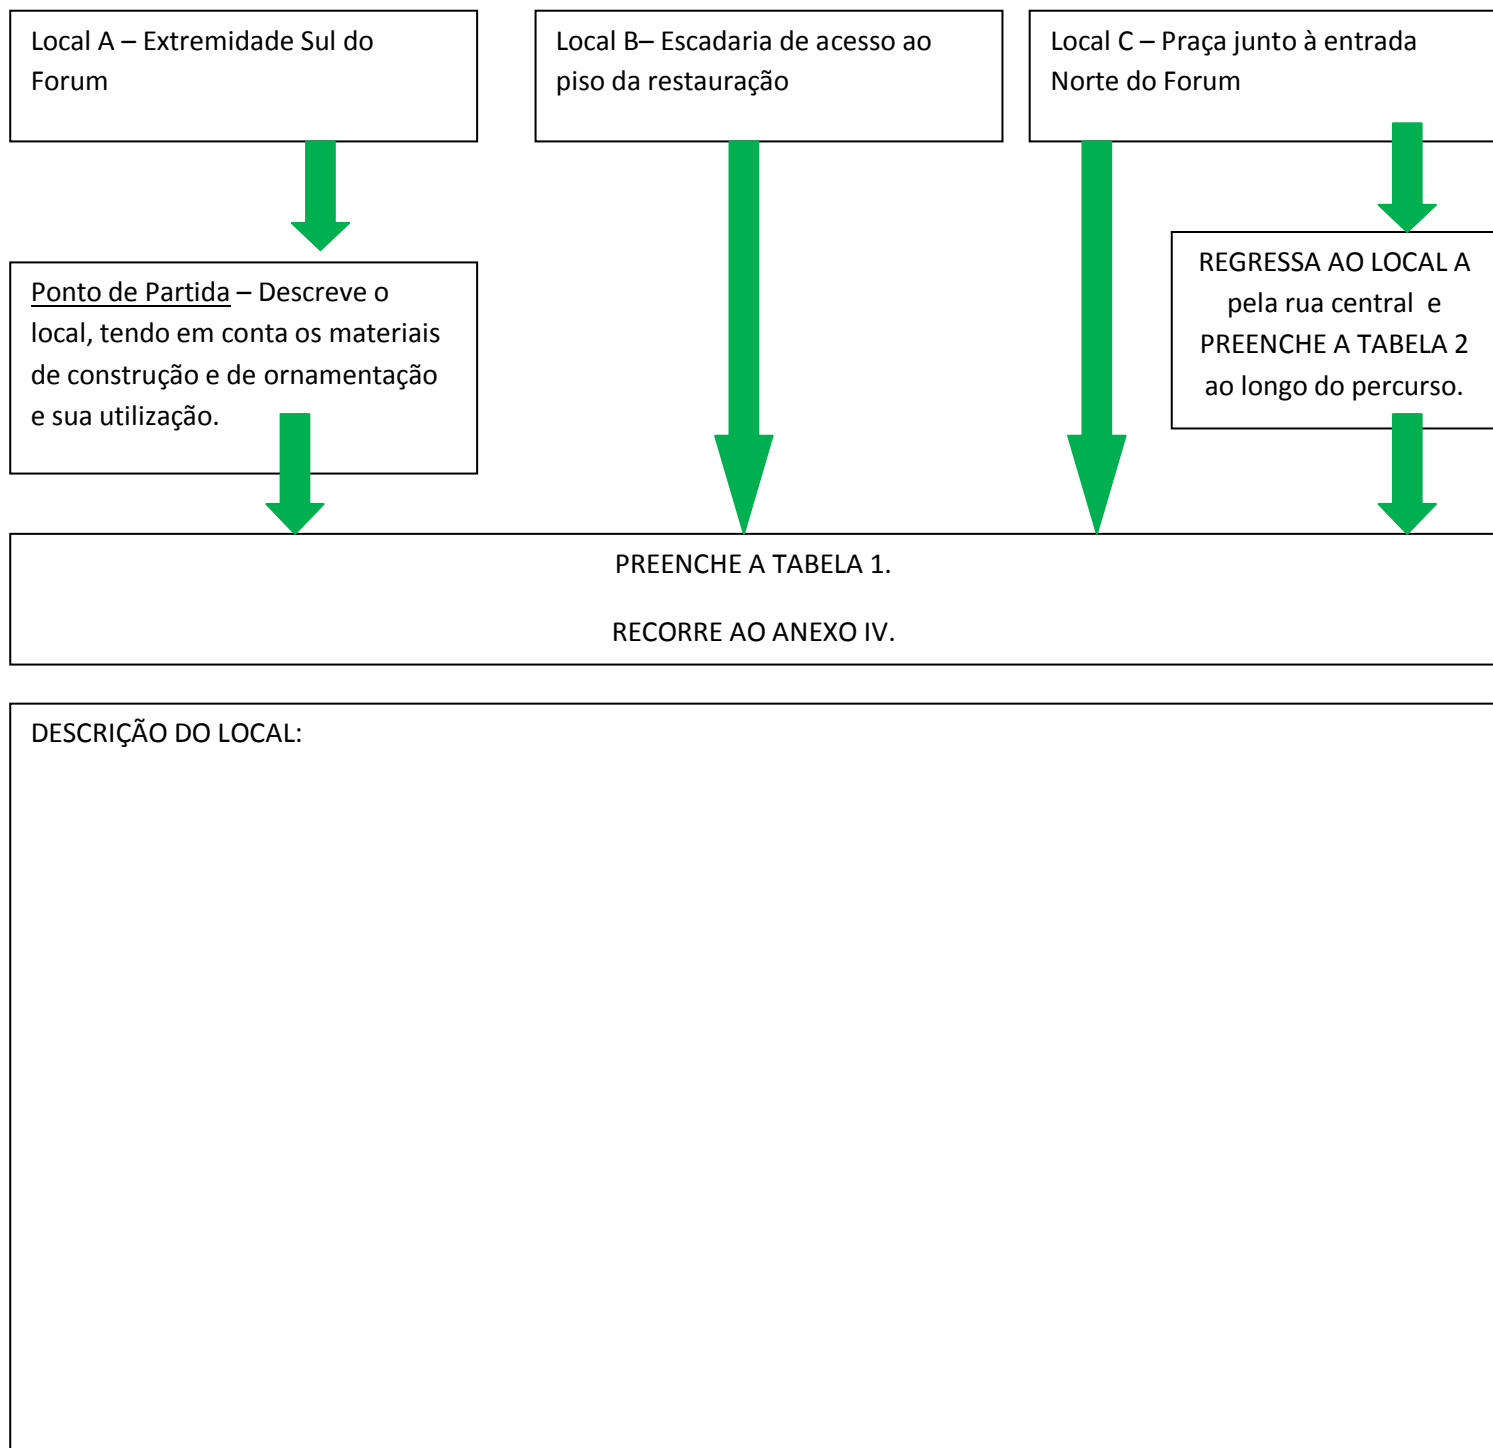 Local A – Extremidade Sul do
Forum
Local B– Escadaria de acesso ao
piso da restauração
Local C – Praça junto à entrada
Norte do Forum
Ponto de Partida – Descreve o
local, tendo em conta os materiais
de construção e de ornamentação
e sua utilização.
REGRESSA AO LOCAL A
pela rua central e
PREENCHE A TABELA 2
ao longo do percurso.
PREENCHE A TABELA 1.
RECORRE AO ANEXO IV.
DESCRIÇÃO DO LOCAL: